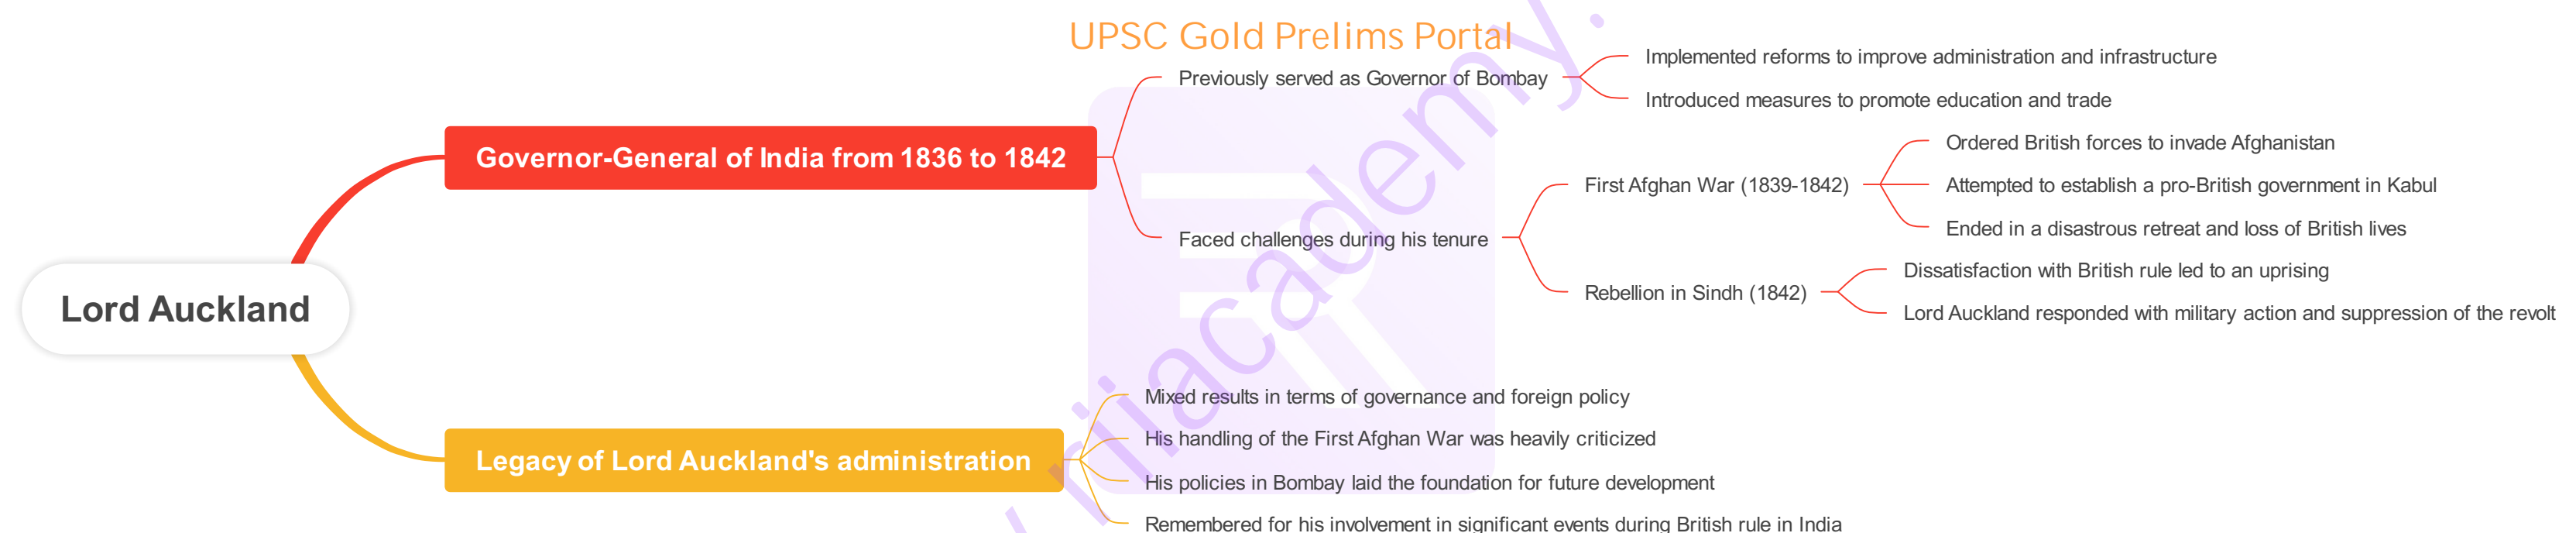 UPSC Gold Prelims Portal
Lord Auckland
Governor-General of India from 1836 to 1842
Previously served as Governor of Bombay
Implemented reforms to improve administration and infrastructure
Introduced measures to promote education and trade
Faced challenges during his tenure
First Afghan War (1839-1842)
Ordered British forces to invade Afghanistan
Attempted to establish a pro-British government in Kabul
Ended in a disastrous retreat and loss of British lives
Rebellion in Sindh (1842)
Dissatisfaction with British rule led to an uprising
Lord Auckland responded with military action and suppression of the revolt
Legacy of Lord Auckland's administration
Mixed results in terms of governance and foreign policy
His handling of the First Afghan War was heavily criticized
His policies in Bombay laid the foundation for future development
Remembered for his involvement in significant events during British rule in India